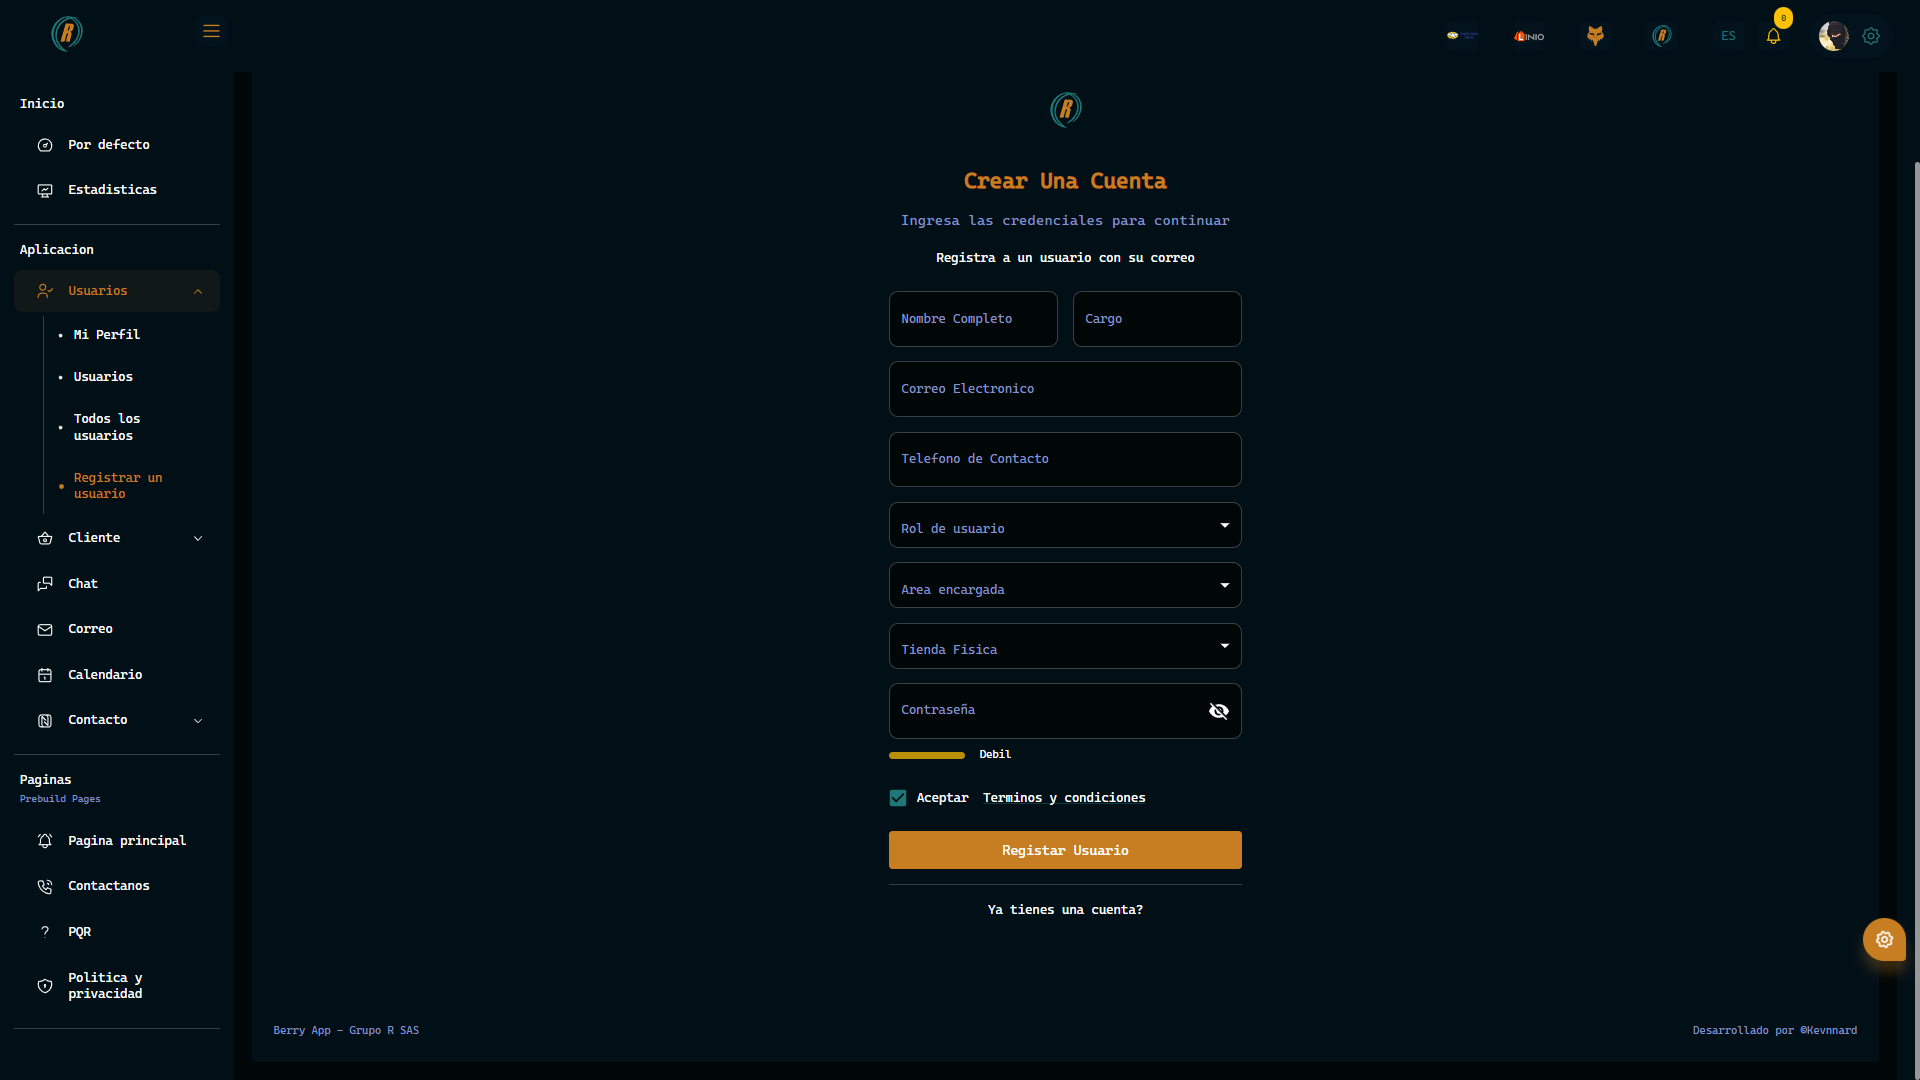 R
LINIO
R
ES
0
Inicio
Por defecto
Estadisticas
Aplicacion
Usuarios
Mi Perfil
Usuarios
Todos los
usuarios
Registrar un
usuario
Cliente
Chat
Correo
Calendario
Contacto
Paginas
Prebuild Pages
Pagina principal
Contactanos
PQR
Politica y
privacidad
R
Crear Una Cuenta
Ingresa las credenciales para continuar
Registra a un usuario con su correo
Nombre Completo
Cargo
Correo Electronico
Telefono de Contacto
Rol de usuario
Area encargada
Tienda Fisica
Contraseña
Debil
Aceptar Terminos y condiciones
Registar Usuario
Ya tienes una cuenta?
Berry App - Grupo R SAS
Desarrollado por ©Kevnnard